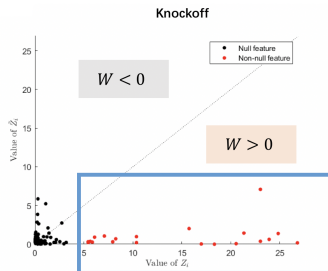 Knockoff
Null feature
Non-null feature
W < 0
W > 0
Value of Z̃ᵢ
25
20
15
10
5
0
0 5 10 15 20 25
Value of Zᵢ